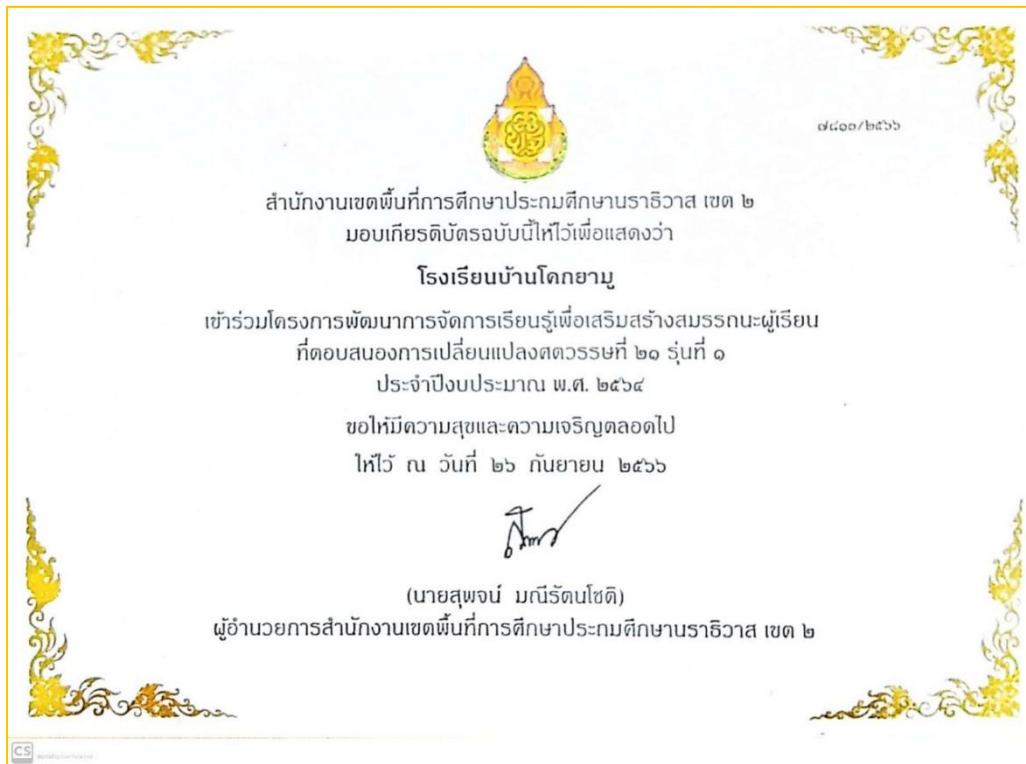 สำนักงานเขตพื้นที่การศึกษาประถมศึกษานราธิวาส เขต ๒
มอบเกียรติบัตรฉบับนี้ให้ไว้เพื่อแสดงว่า
โรงเรียนบ้านโคกยามู
เข้าร่วมโครงการพัฒนาการจัดการเรียนรู้เพื่อเสริมสร้างสมรรถนะผู้เรียน
ที่ตอบสนองการเปลี่ยนแปลงศตวรรษที่ ๒๑ รุ่นที่ ๑
ประจำปีงบประมาณ พ.ศ. ๒๕๖๔
ขอให้มีความสุขและความเจริญตลอดไป
ให้ไว้ ณ วันที่ ๒๖ กันยายน ๒๕๖๖
(นายสุพจน์ มณีรัตนโชติ)
ผู้อำนวยการสำนักงานเขตพื้นที่การศึกษาประถมศึกษานราธิวาส เขต ๒
CS